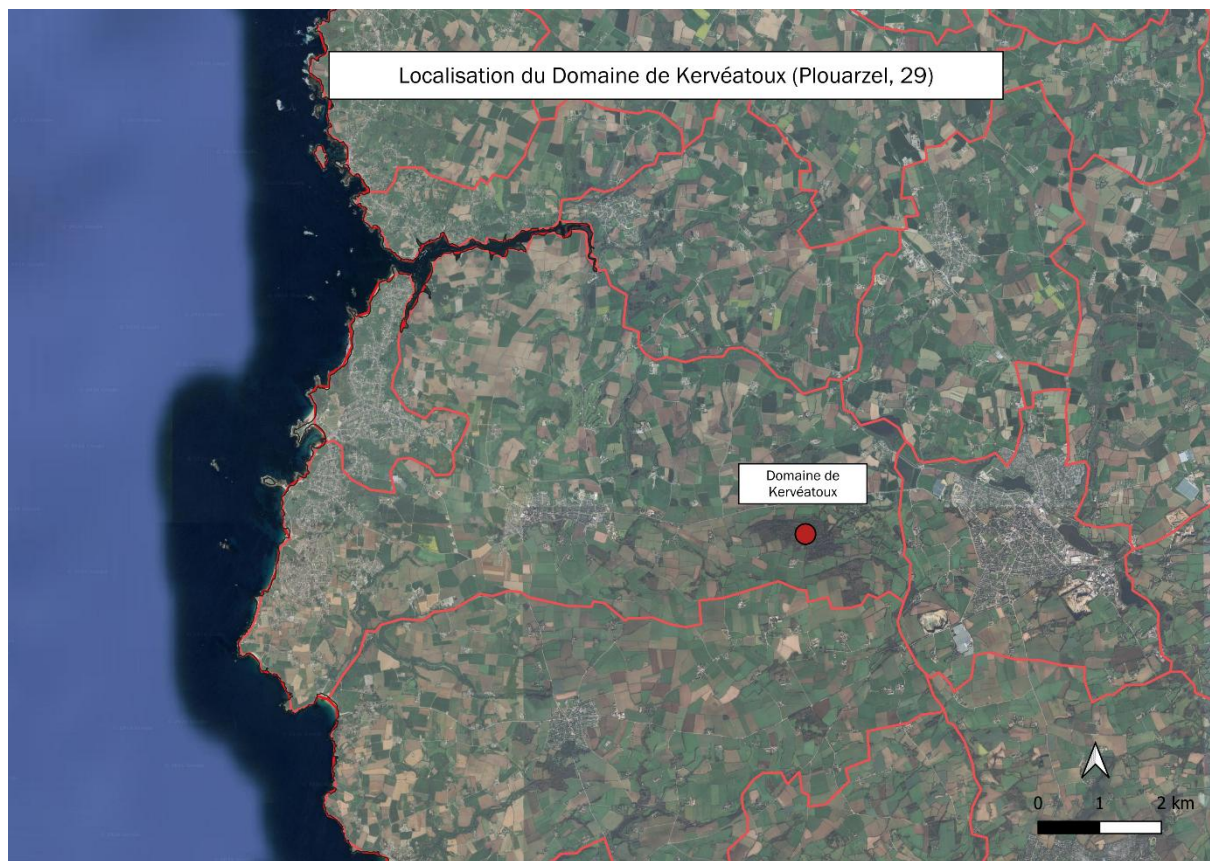 Localisation du Domaine de Kervéatoux (Plouarzel, 29)
Domaine de
Kervéatoux
0 1 2 km